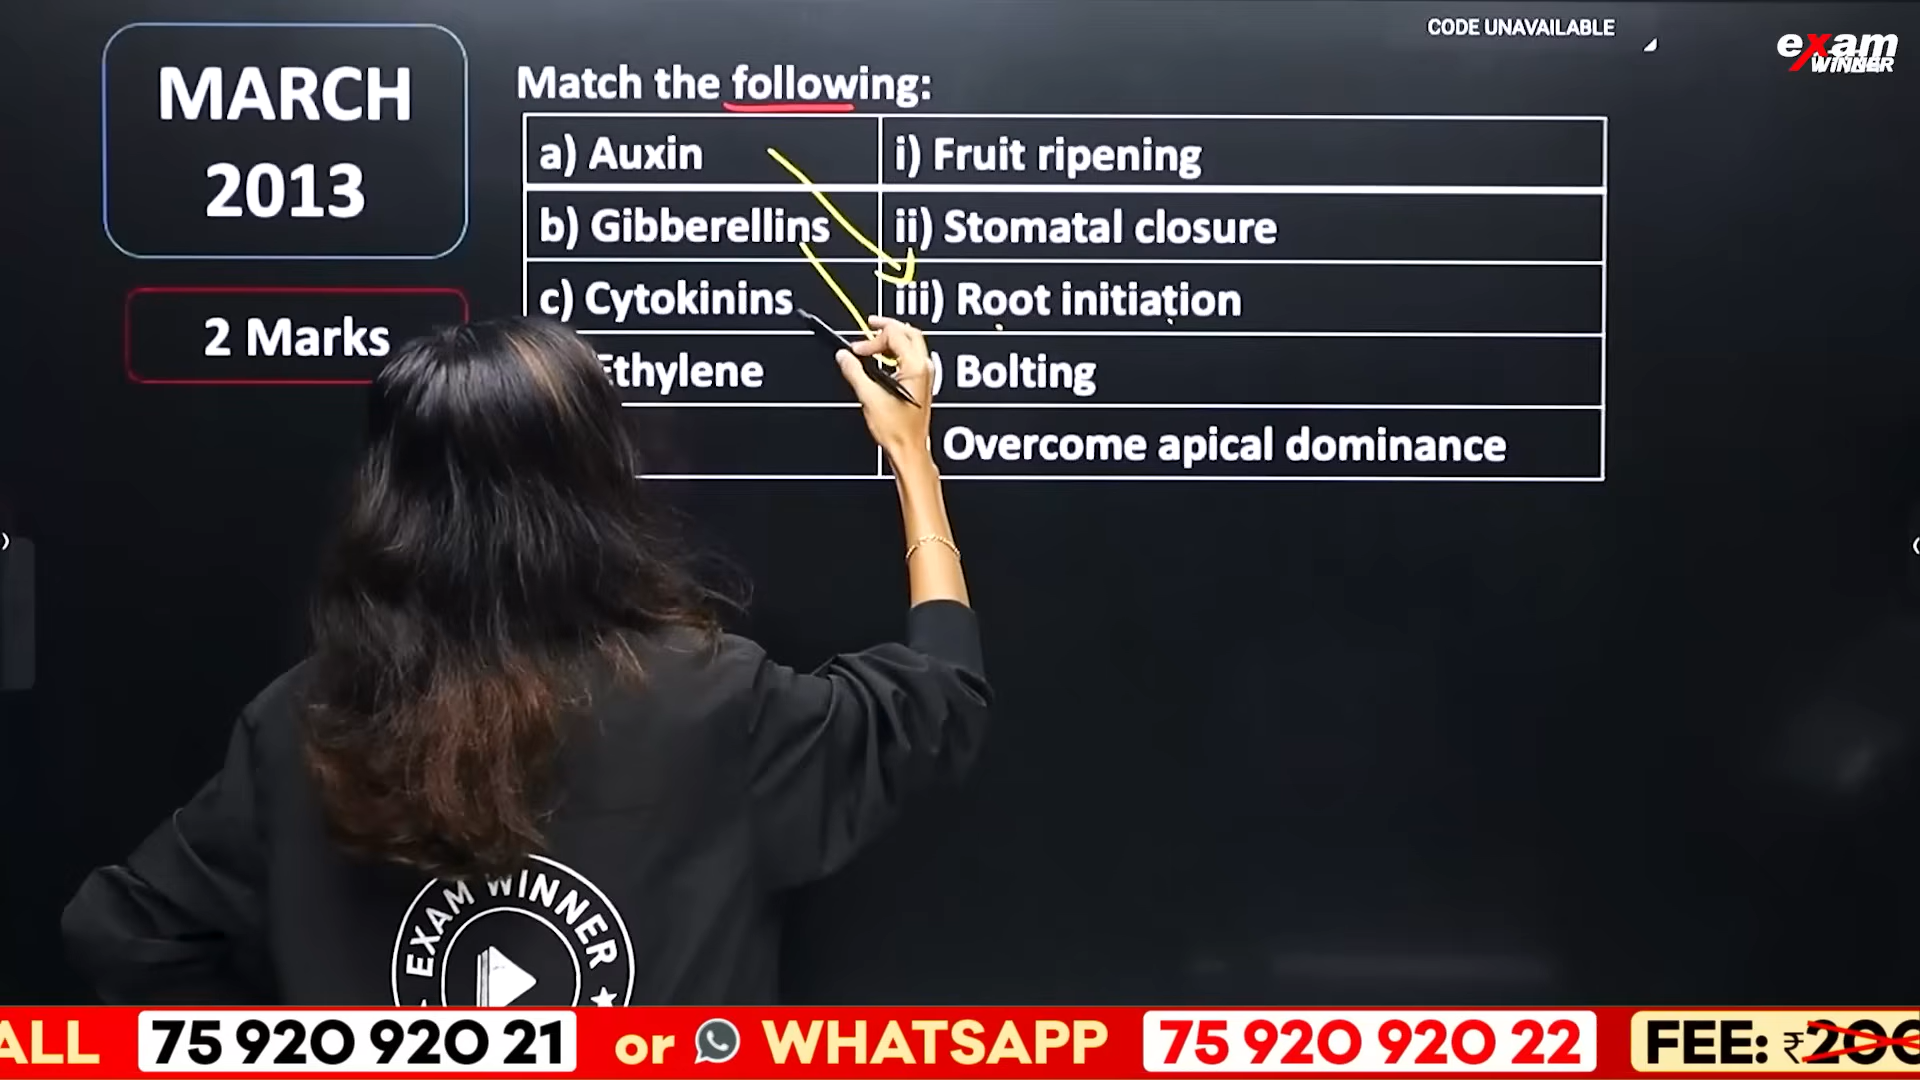 CODE UNAVAILABLE
exam
WINNER
MARCH
2013
2 Marks
Match the following:
a) Auxin
i) Fruit ripening
b) Gibberellins
ii) Stomatal closure
c) Cytokinins
iii) Root initiation
Ethylene
) Bolting
Overcome apical dominance
EXAM WINNER
ALL 75 920 920 21 or WHATSAPP 75 920 920 22 FEE: ₹200